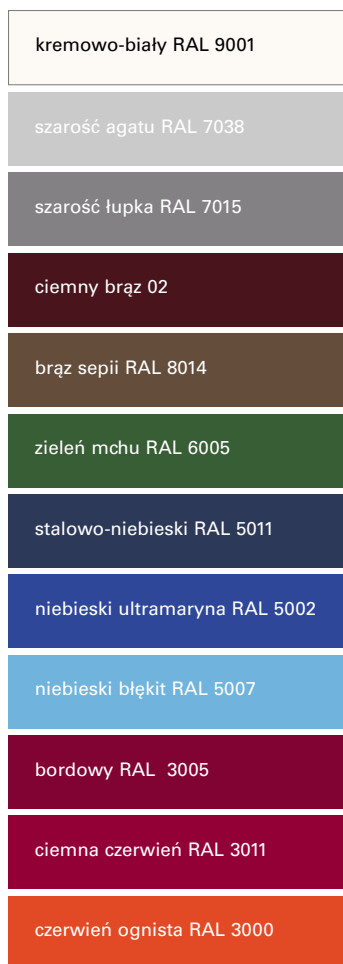 kremowo-biały RAL 9001
szarość agatu RAL 7038
szarość łupka RAL 7015
ciemny brąz 02
brąz sepii RAL 8014
zieleń mchu RAL 6005
stalowo-niebieski RAL 5011
niebieski ultramaryna RAL 5002
niebieski błękit RAL 5007
bordowy RAL  3005
ciemna czerwień RAL 3011
czerwień ognista RAL 3000